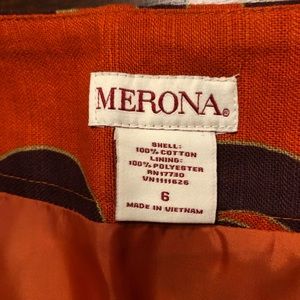 MERONA®
SHELL:
100% COTTON
LINING:
100% POLYESTER
RN17730
VN1111626
6
MADE IN VIETNAM